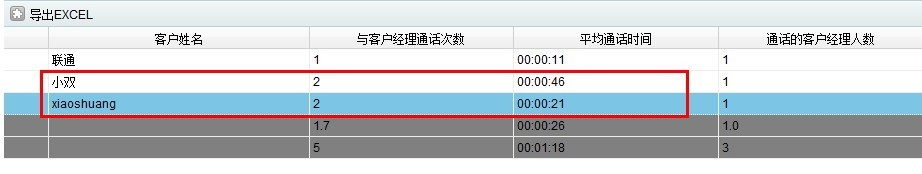 导出EXCEL
客户姓名 与客户经理通话次数 平均通话时间 通话的客户经理人数
联通 1 00:00:11 1
小双 2 00:00:46 1
xiaoshuang 2 00:00:21 1
1.7 00:00:26 1.0
5 00:01:18 3